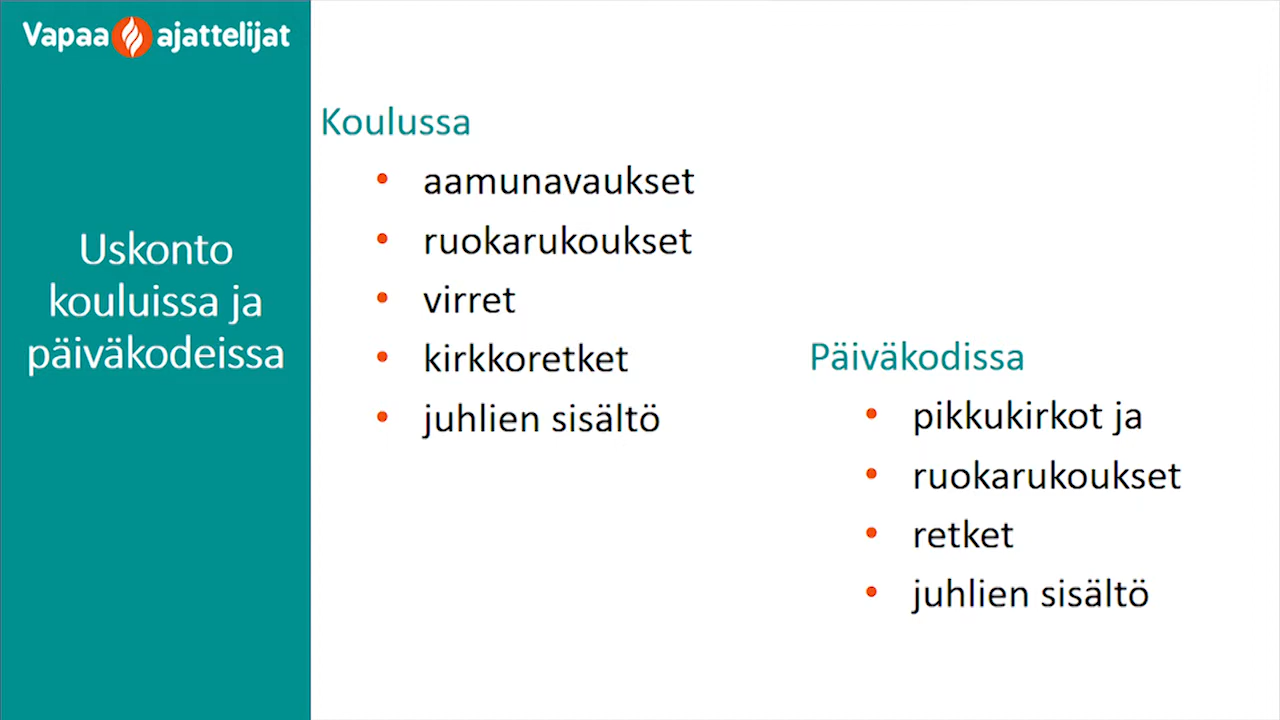 Vapaa ajattelijat
Uskonto
kouluissa ja
päiväkodeissa
Koulussa
• aamunavaukset
• ruokarukoukset
• virret
• kirkkoretket
• juhlien sisältö
Päiväkodissa
• pikkukirkot ja
• ruokarukoukset
• retket
• juhlien sisältö